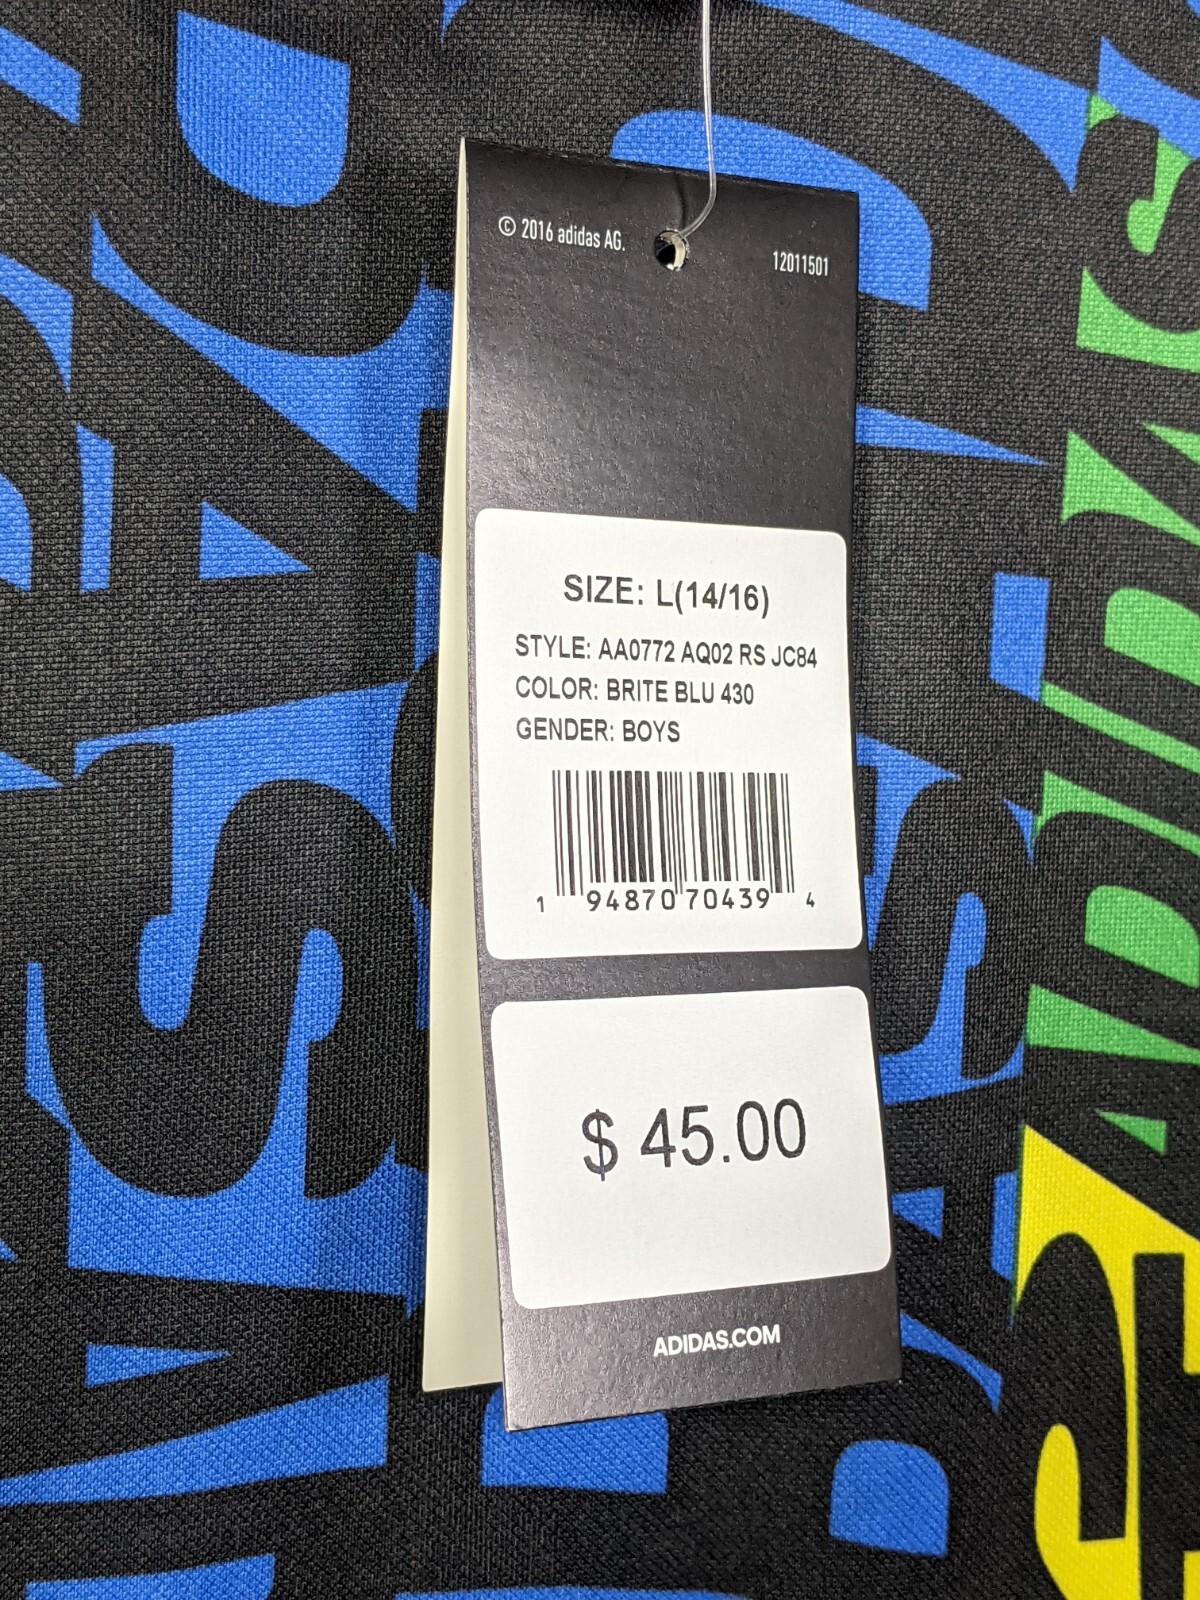 © 2016 adidas AG.
12011501
SIZE: L(14/16)
STYLE: AA0772 AQ02 RS JC84
COLOR: BRITE BLU 430
GENDER: BOYS
1 94870 70439 4
$ 45.00
ADIDAS.COM